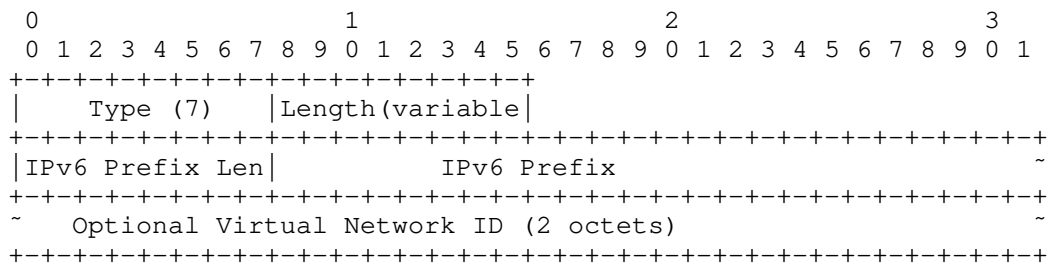 0                   1                   2                   3
 0 1 2 3 4 5 6 7 8 9 0 1 2 3 4 5 6 7 8 9 0 1 2 3 4 5 6 7 8 9 0 1
+-+-+-+-+-+-+-+-+-+-+-+-+-+-+-+-+
|    Type (7)   |Length(variable|
+-+-+-+-+-+-+-+-+-+-+-+-+-+-+-+-+-+-+-+-+-+-+-+-+-+-+-+-+-+-+-+-+
|IPv6 Prefix Len|          IPv6 Prefix                          ~
+-+-+-+-+-+-+-+-+-+-+-+-+-+-+-+-+-+-+-+-+-+-+-+-+-+-+-+-+-+-+-+-+
~   Optional Virtual Network ID (2 octets)                      ~
+-+-+-+-+-+-+-+-+-+-+-+-+-+-+-+-+-+-+-+-+-+-+-+-+-+-+-+-+-+-+-+-+